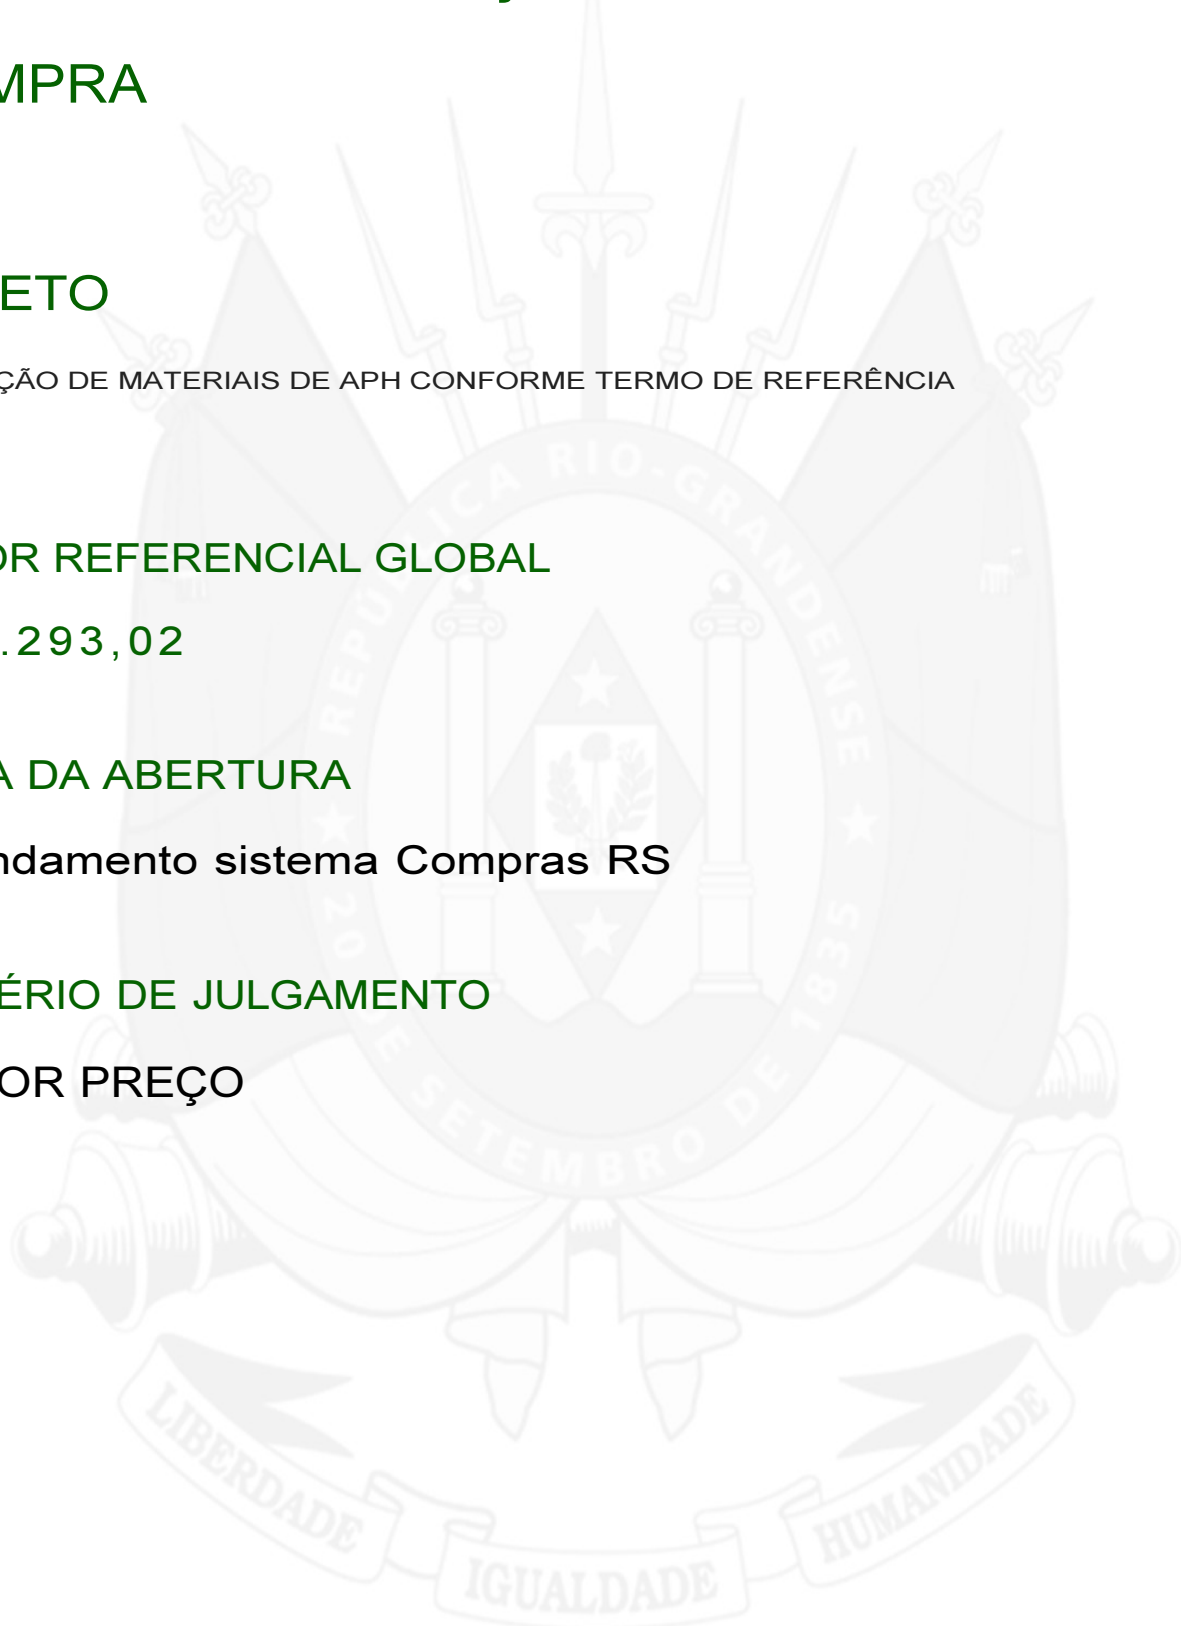 MPRA
ETO
ÇÃO DE MATERIAIS DE APH CONFORME TERMO DE REFERÊNCIA
OR REFERENCIAL GLOBAL
.293,02
A DA ABERTURA
ndamento sistema Compras RS
ÉRIO DE JULGAMENTO
OR PREÇO
REPÚBLICA RIO-GRANDENSE
★ 20 DE SETEMBRO DE 1835 ★
LIBERDADE
IGUALDADE
HUMANIDADE